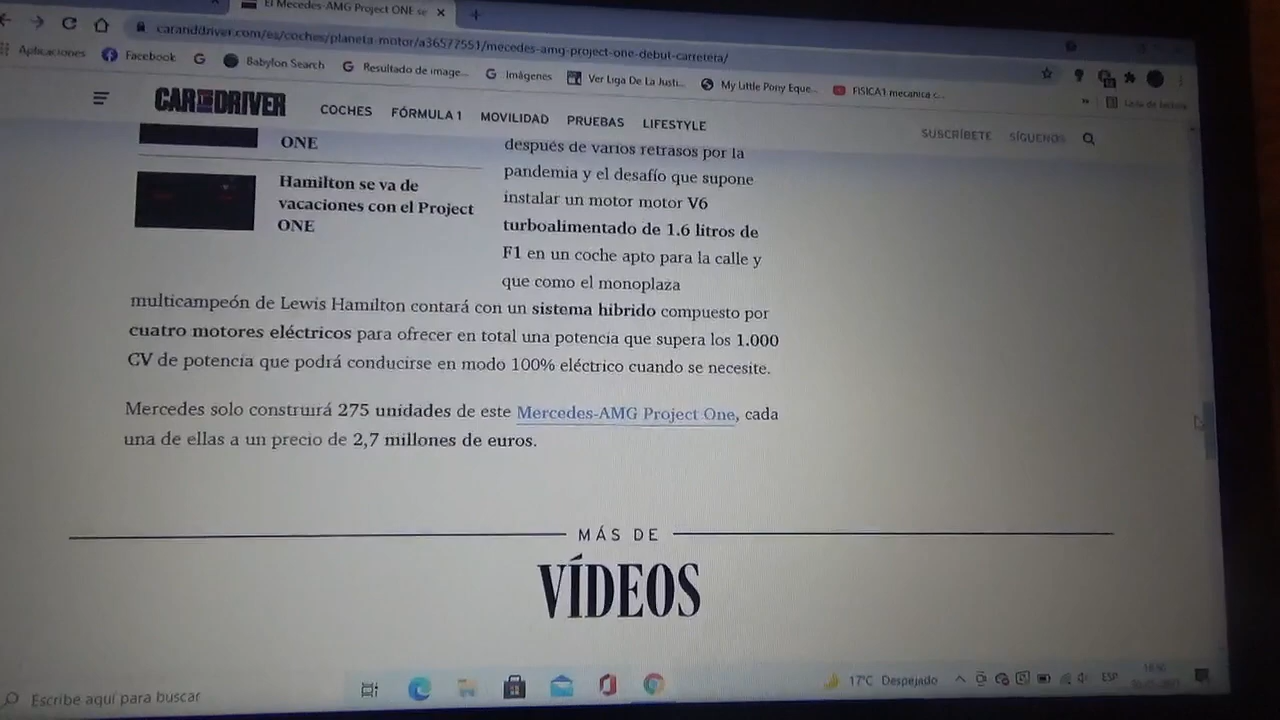 El Mecedes-AMG Project ONE se
caranddriver.com/es/coches/planeta-motor/a36577551/mecedes-amg-project-one-debut-carretera/
Aplicaciones
Facebook
Babylon Search
Resultado de image...
Imágenes
Ver Liga De La Justi...
My Little Pony Eque...
FISICA1 mecanica c...
»
CAR AND DRIVER
COCHES
FÓRMULA 1
MOVILIDAD
PRUEBAS
LIFESTYLE
SUSCRÍBETE
SÍGUENOS
ONE
Hamilton se va de
vacaciones con el Project
ONE
después de varios retrasos por la
pandemia y el desafío que supone
instalar un motor motor V6
turboalimentado de 1.6 litros de
F1 en un coche apto para la calle y
que como el monoplaza
multicampeón de Lewis Hamilton contará con un sistema hibrido compuesto por
cuatro motores eléctricos para ofrecer en total una potencia que supera los 1.000
CV de potencia que podrá conducirse en modo 100% eléctrico cuando se necesite.
Mercedes solo construirá 275 unidades de este Mercedes-AMG Project One, cada
una de ellas a un precio de 2,7 millones de euros.
MÁS DE
VÍDEOS
Escribe aquí para buscar
17°C Despejado
ESP